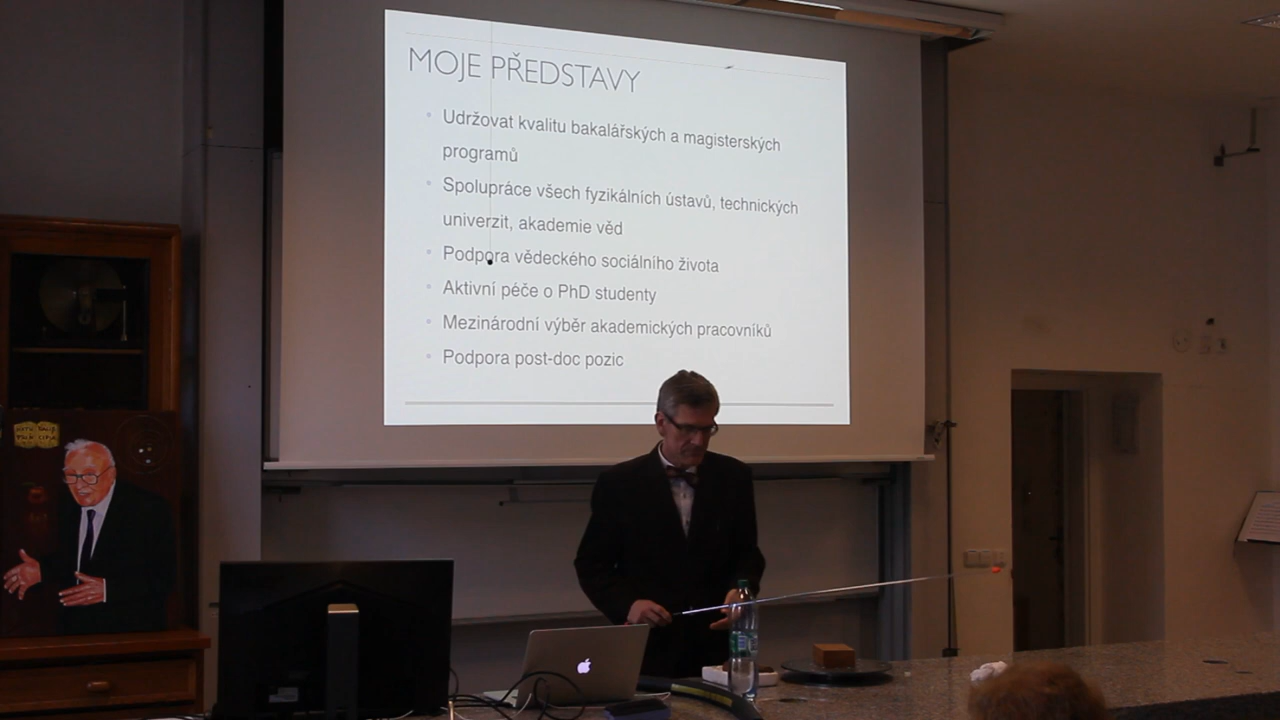 MOJE PŘEDSTAVY
Udržovat kvalitu bakalářských a magisterských
programů
Spolupráce všech fyzikálních ústavů, technických
univerzit, akademie věd
Podpora vědeckého sociálního života
Aktivní péče o PhD studenty
Mezinárodní výběr akademických pracovníků
Podpora post-doc pozic